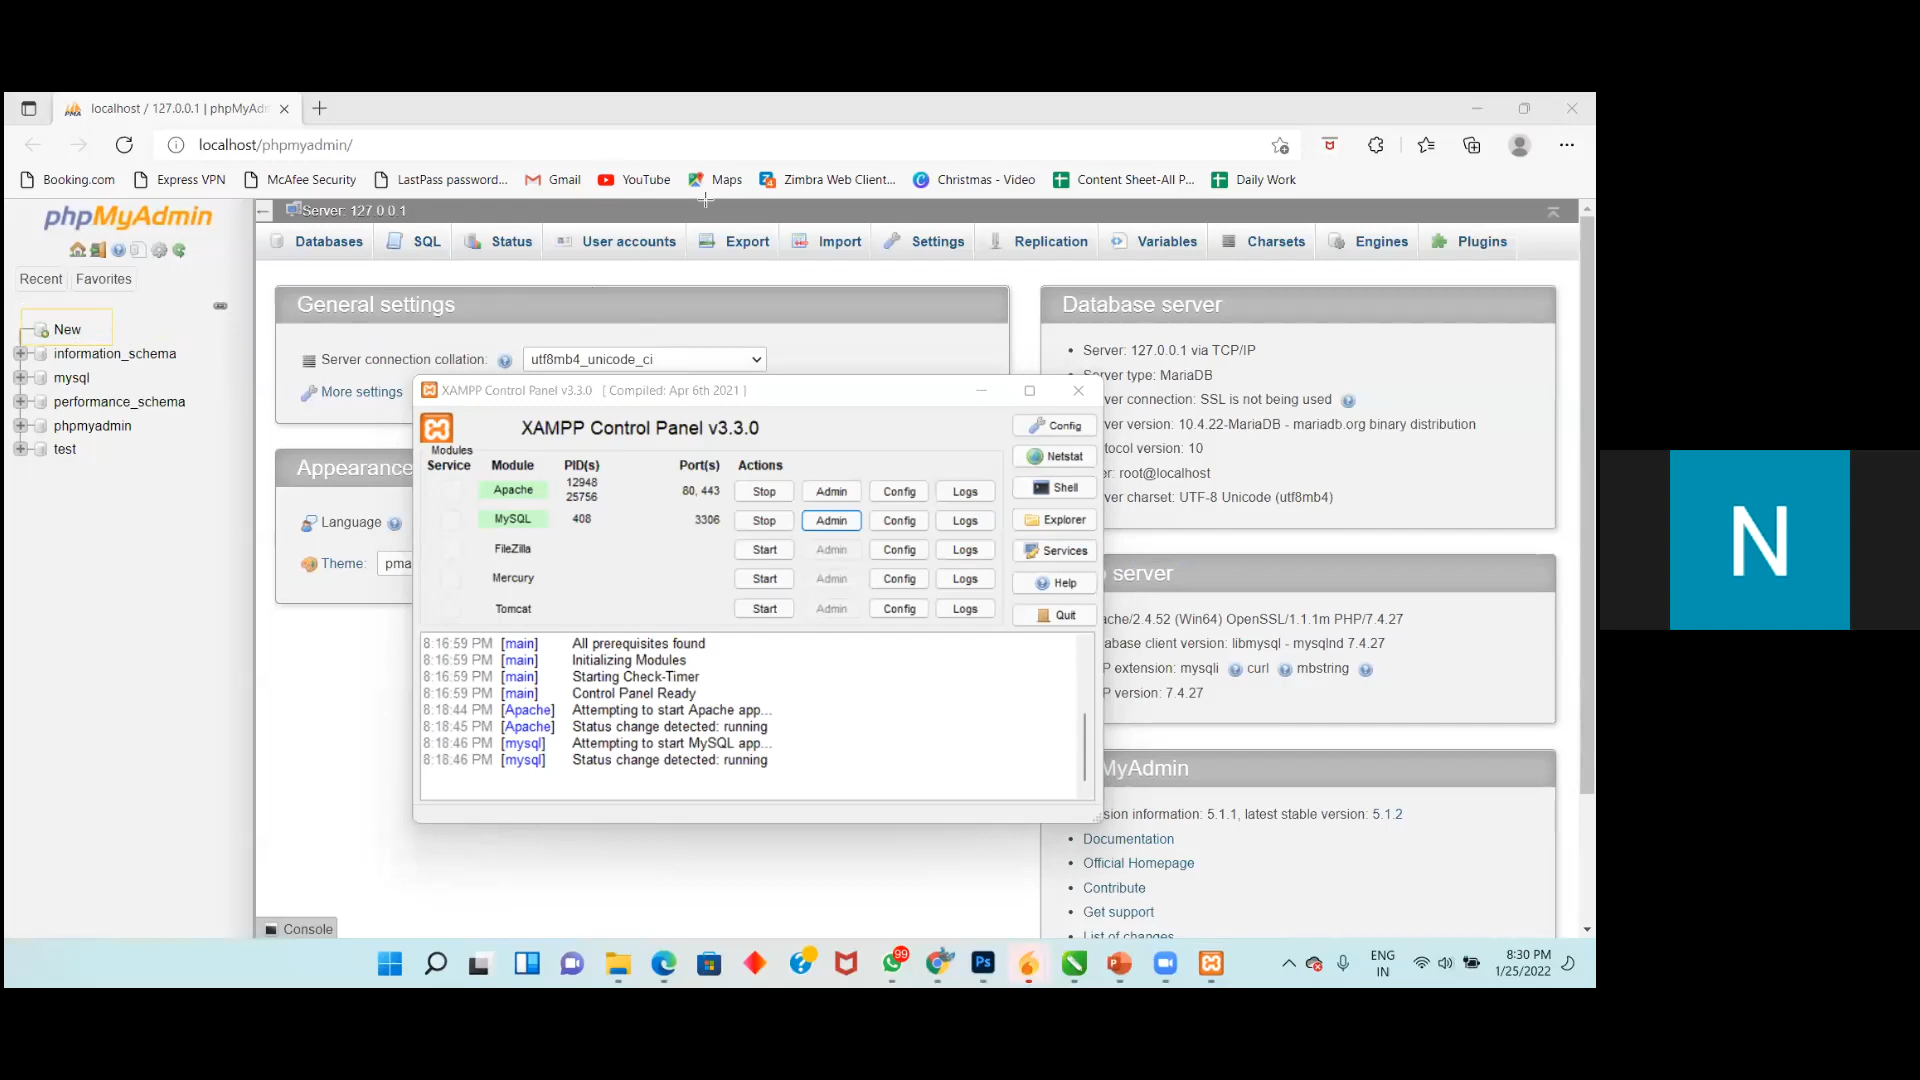 localhost / 127.0.0.1 | phpMyAd
localhost/phpmyadmin/
Booking.com
Express VPN
McAfee Security
LastPass password...
Gmail
YouTube
Maps
Zimbra Web Client...
Christmas - Video
Content Sheet-All P...
Daily Work
phpMyAdmin
Server: 127.0.0.1
Databases
SQL
Status
User accounts
Export
Import
Settings
Replication
Variables
Charsets
Engines
Plugins
Recent
Favorites
New
information_schema
mysql
performance_schema
phpmyadmin
test
General settings
Server connection collation:
utf8mb4_unicode_ci
More settings
Appearance
Language
Theme:
pma
Database server
Server: 127.0.0.1 via TCP/IP
Server type: MariaDB
ver connection: SSL is not being used
ver version: 10.4.22-MariaDB - mariadb.org binary distribution
tocol version: 10
er: root@localhost
ver charset: UTF-8 Unicode (utf8mb4)
server
che/2.4.52 (Win64) OpenSSL/1.1.1m PHP/7.4.27
abase client version: libmysql - mysqlnd 7.4.27
P extension: mysqli curl mbstring
P version: 7.4.27
MyAdmin
sion information: 5.1.1, latest stable version: 5.1.2
Documentation
Official Homepage
Contribute
Get support
List of changes
Console
XAMPP Control Panel v3.3.0 [ Compiled: Apr 6th 2021 ]
XAMPP Control Panel v3.3.0
Modules
Service Module PID(s) Port(s) Actions
Apache 12948 25756 80, 443 Stop Admin Config Logs
MySQL 408 3306 Stop Admin Config Logs
FileZilla Start Admin Config Logs
Mercury Start Admin Config Logs
Tomcat Start Admin Config Logs
Config
Netstat
Shell
Explorer
Services
Help
Quit
8:16:59 PM [main] All prerequisites found
8:16:59 PM [main] Initializing Modules
8:16:59 PM [main] Starting Check-Timer
8:16:59 PM [main] Control Panel Ready
8:18:44 PM [Apache] Attempting to start Apache app...
8:18:45 PM [Apache] Status change detected: running
8:18:46 PM [mysql] Attempting to start MySQL app...
8:18:46 PM [mysql] Status change detected: running
N
99
Ps
ENG
IN
8:30 PM
1/25/2022